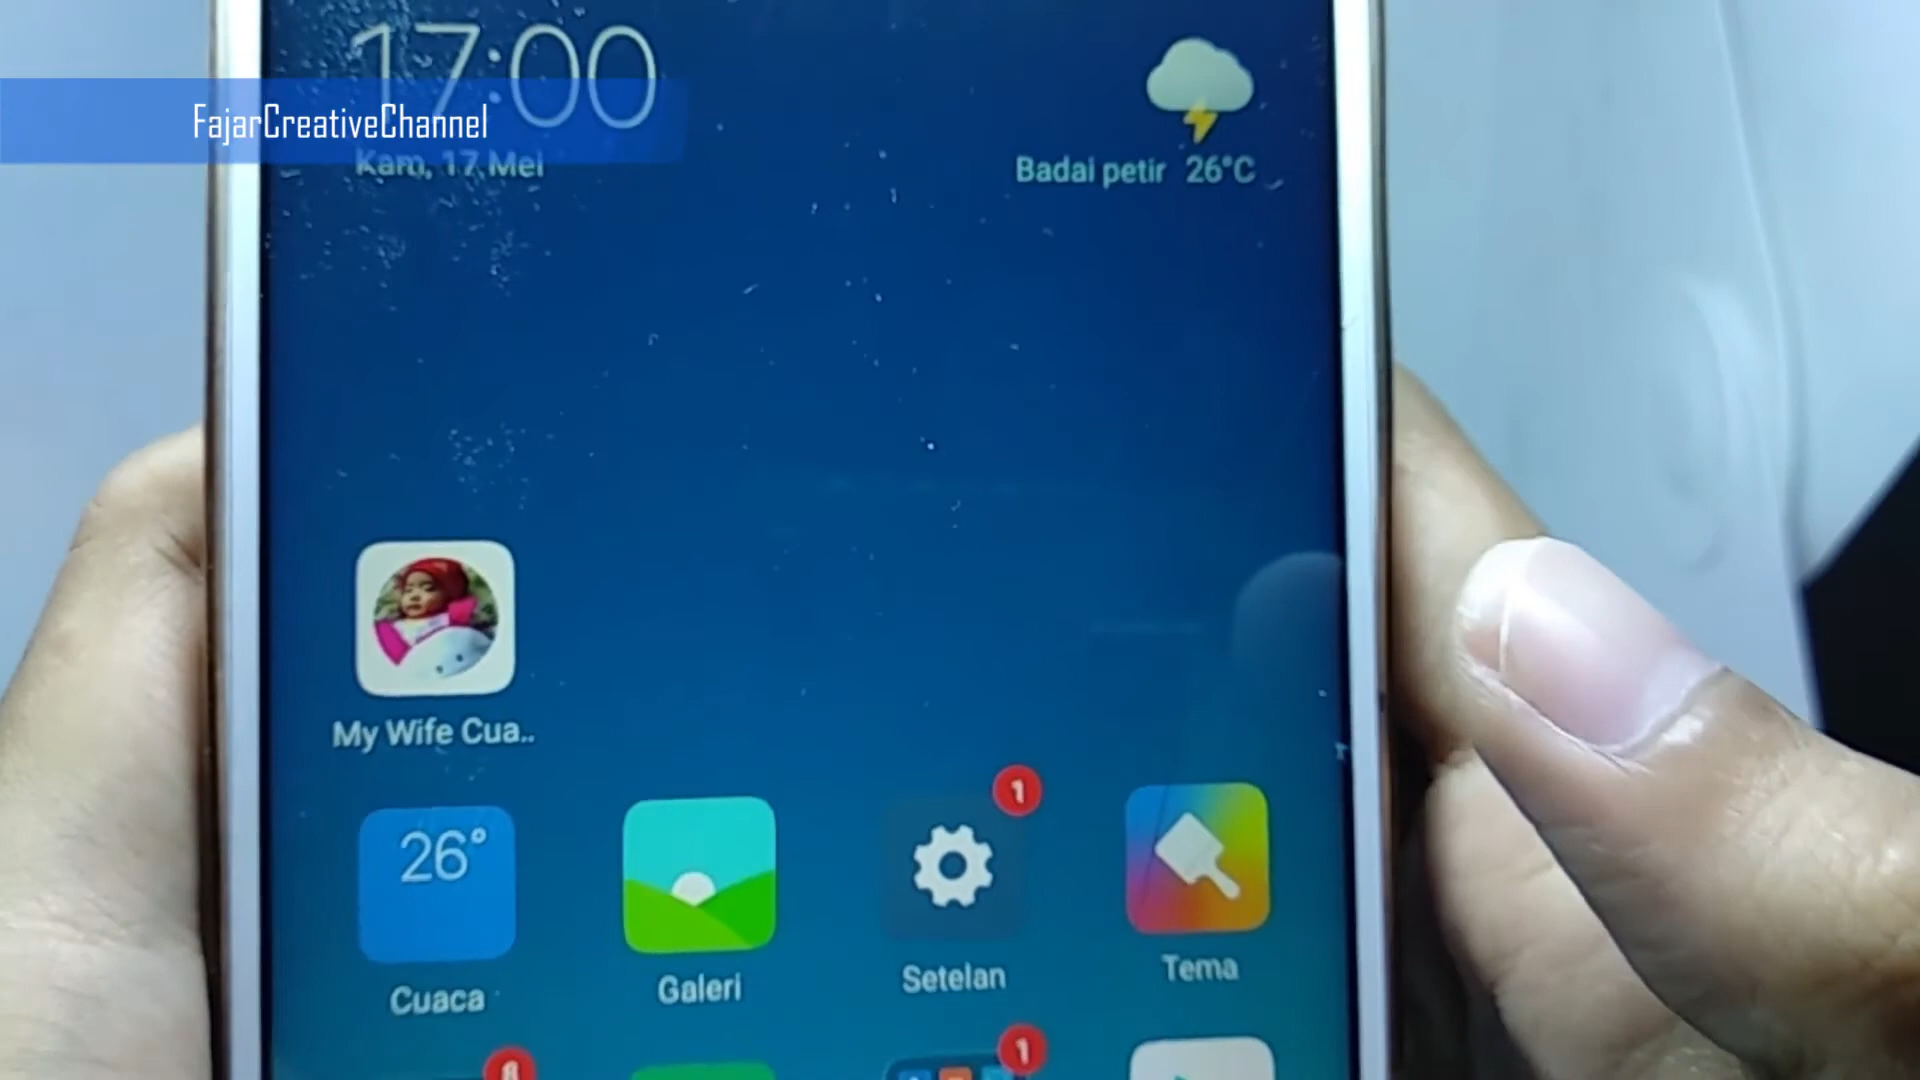 17:00
FajarCreativeChannel
Kam, 17 Mei
Badai petir 26°C
My Wife Cua..
1
26°
Cuaca
Galeri
Setelan
Tema
8
1